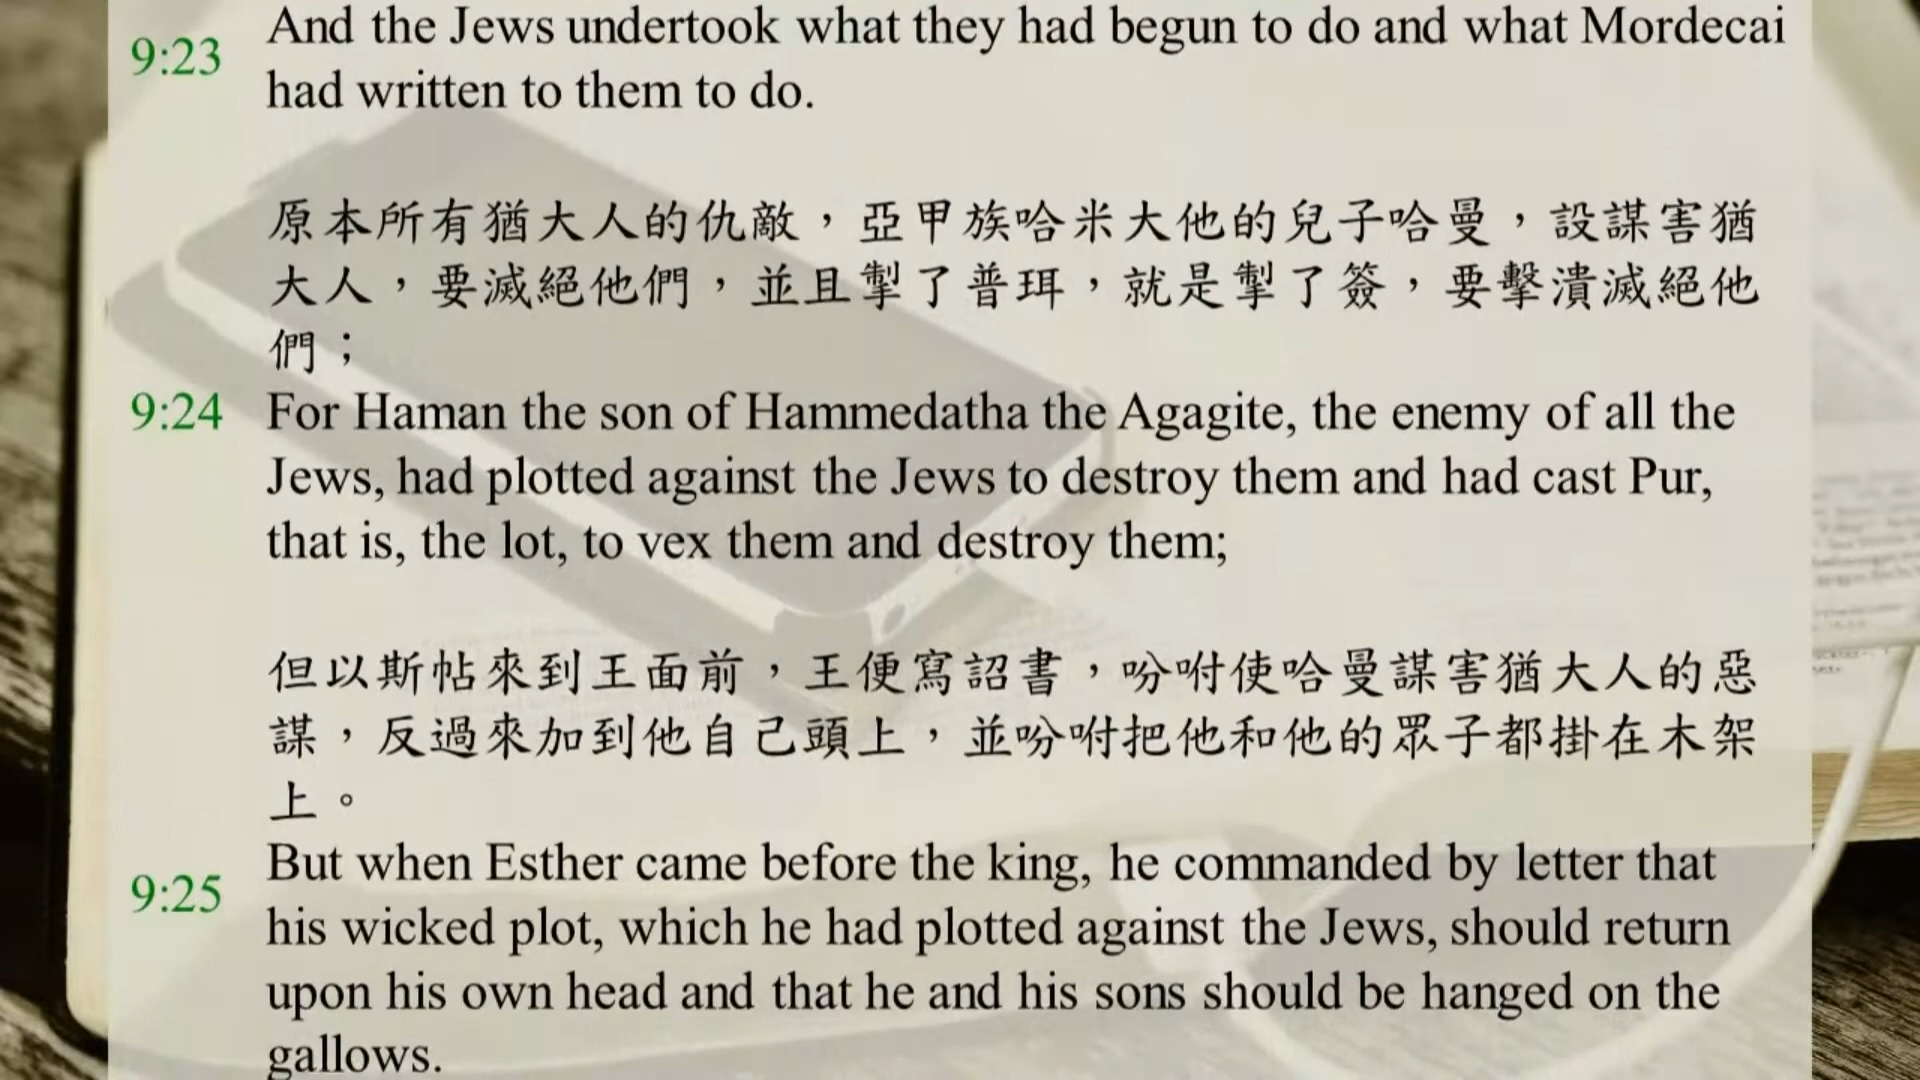 And the Jews undertook what they had begun to do and what Mordecai
9:23
had written to them to do.
原本所有猶大人的仇敵，亞甲族哈米大他的兒子哈曼，設謀害猶
大人，要滅絕他們，並且掣了普珥，就是掣了簽，要擊潰滅絕他
們；
9:24 For Haman the son of Hammedatha the Agagite, the enemy of all the
Jews, had plotted against the Jews to destroy them and had cast Pur,
that is, the lot, to vex them and destroy them;
但以斯帖來到王面前，王便寫詔書，吩咐使哈曼謀害猶大人的惡
謀，反過來加到他自己頭上，並吩咐把他和他的眾子都掛在木架
上。
But when Esther came before the king, he commanded by letter that
9:25
his wicked plot, which he had plotted against the Jews, should return
upon his own head and that he and his sons should be hanged on the
gallows.